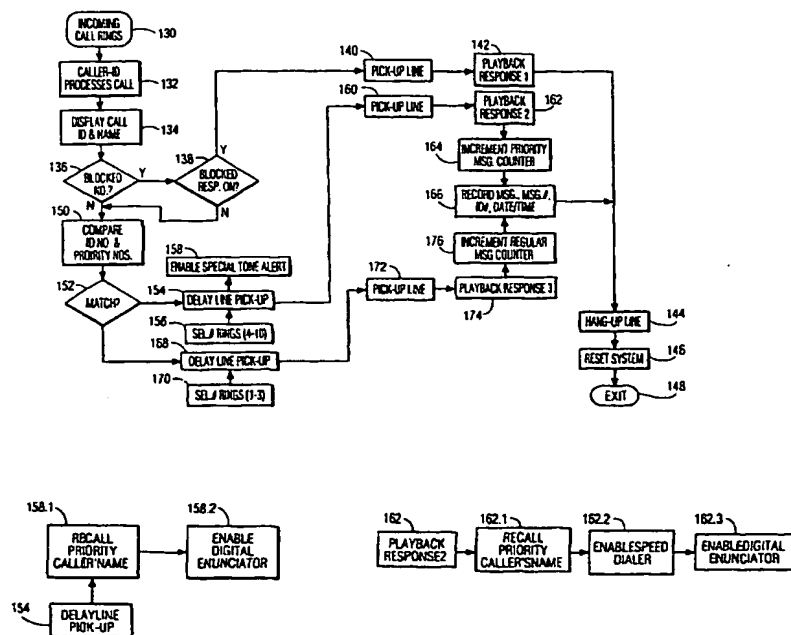 INCOMING
CALL RINGS
130
CALLER-ID
PROCESSES CALL
132
DISPLAY CALL
ID & NAME
134
136
BLOCKED
NO.?
Y
N
138
BLOCKED
RESP. ON?
Y
N
150
COMPARE
ID NO. &
PRIORITY NOS.
152
MATCH?
158
ENABLE SPECIAL TONE ALERT
154
DELAY LINE PICK-UP
156
SEL.# RINGS (4-10)
168
DELAY LINE PICK-UP
170
SEL.# RINGS (1-3)
140
PICK-UP LINE
142
PLAYBACK
RESPONSE 1
160
PICK-UP LINE
PLAYBACK
RESPONSE 2
162
164
INCREMENT PRIORITY
MSG. COUNTER
166
RECORD MSG., MSG.#,
ID#, DATE/TIME
176
INCREMENT REGULAR
MSG COUNTER
172
PICK-UP LINE
PLAYBACK RESPONSE 3
174
HANG-UP LINE
144
RESET SYSTEM
146
EXIT
148
158.1
RECALL
PRIORITY
CALLER'NAME
158.2
ENABLE
DIGITAL
ENUNCIATOR
154
DELAYLINE
PICK-UP
162
PLAYBACK
RESPONSE2
162.1
RECALL
PRIORITY
CALLER'SNAME
162.2
ENABLESPEED
DIALER
162.3
ENABLEDIGITAL
ENUNCIATOR